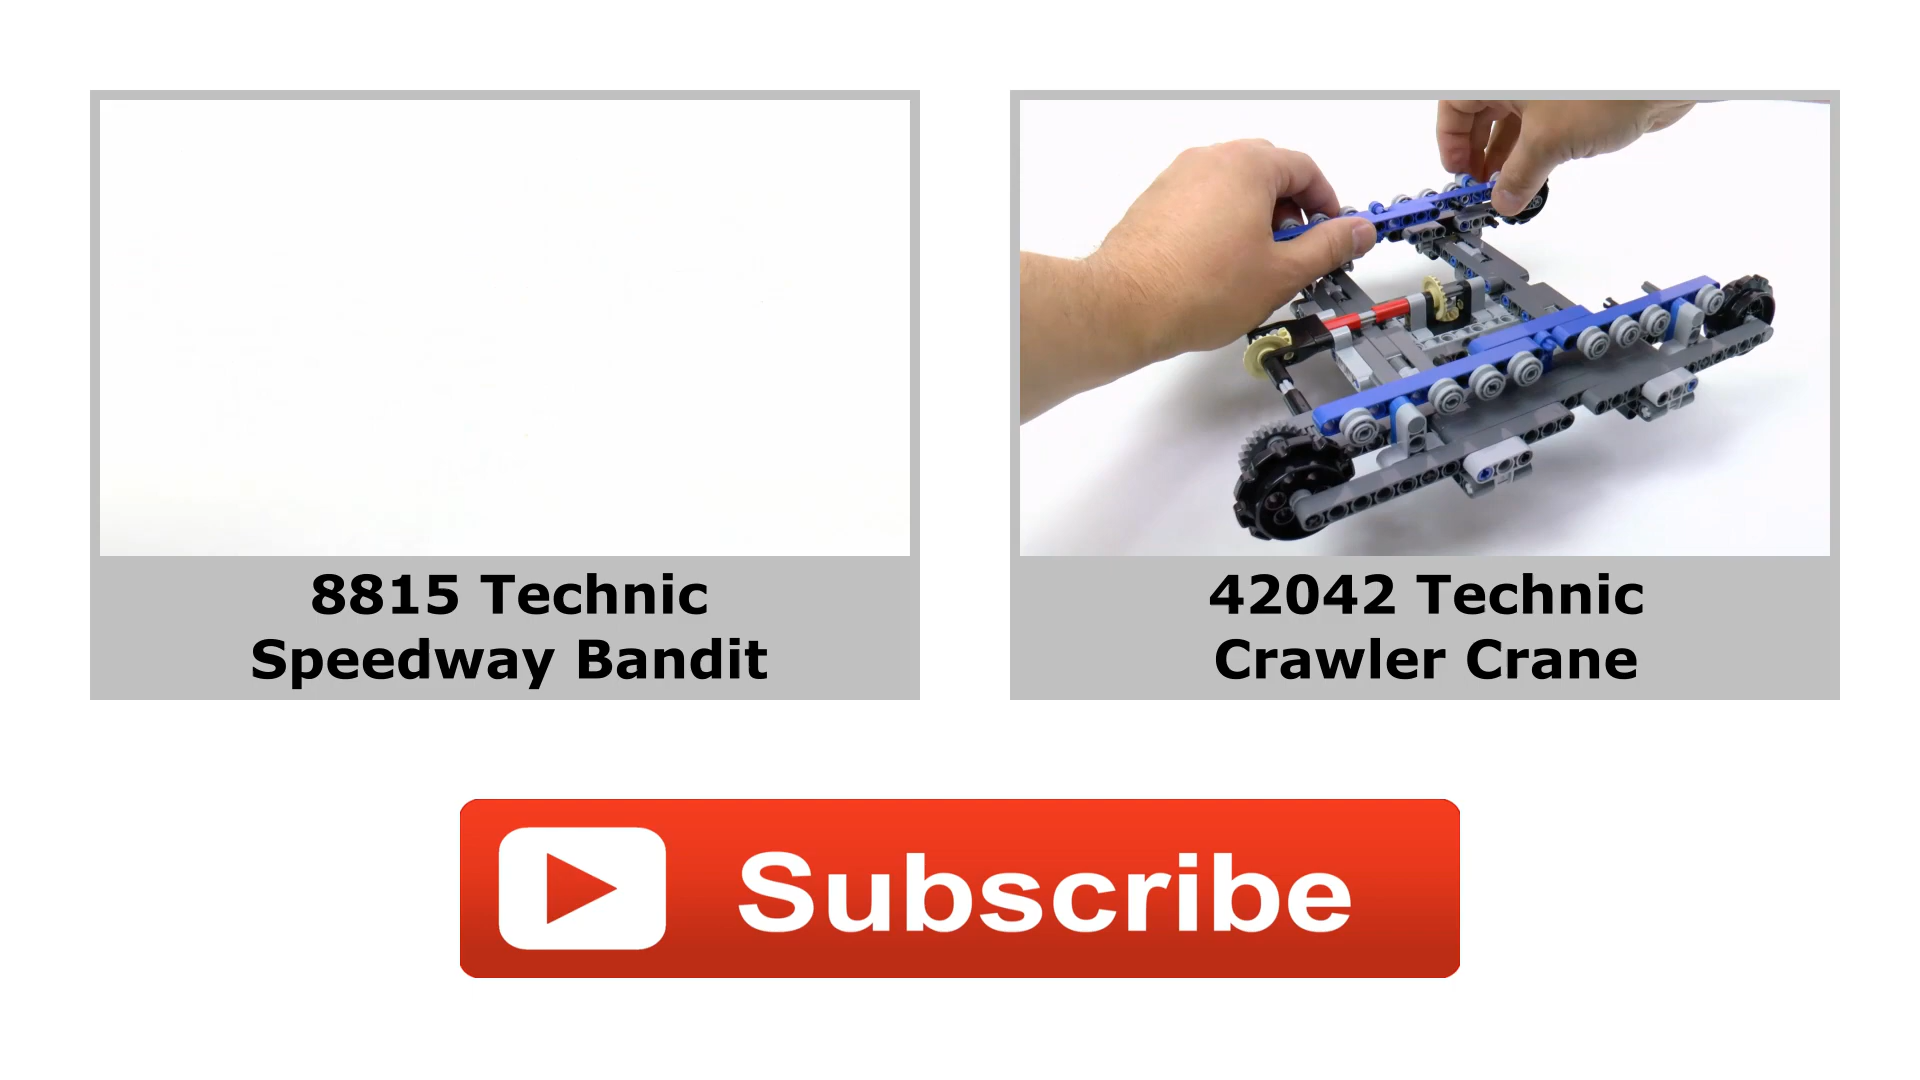 8815 Technic
Speedway Bandit
42042 Technic
Crawler Crane
Subscribe